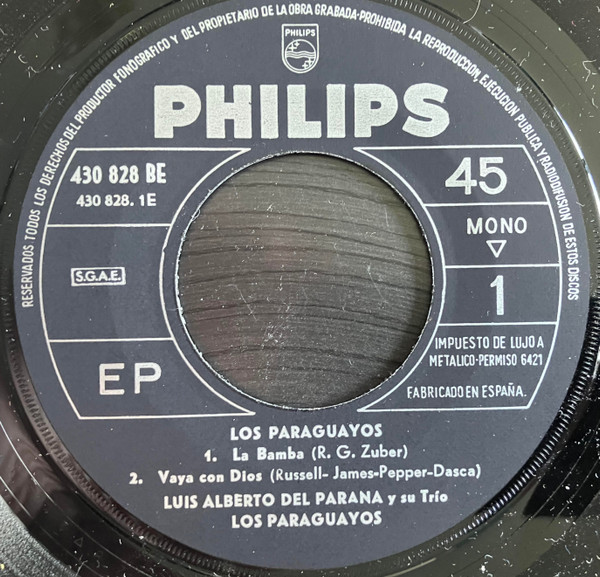 RESERVADOS TODOS LOS DERECHOS DEL PRODUCTOR FONOGRAFICO Y DEL PROPIETARIO DE LA OBRA GRABADA-PROHIBIDA LA REPRODUCCION, EJECUCION PUBLICA Y RADIODIFUSION DE ESTOS DISCOS
PHILIPS
PHILIPS
430 828 BE
430 828. 1E
S.G.A.E.
EP
45
MONO
1
IMPUESTO DE LUJO A
METALICO-PERMISO 6421
FABRICADO EN ESPAÑA.
LOS PARAGUAYOS
1. La Bamba (R. G. Zuber)
2. Vaya con Dios (Russell- James-Pepper-Dasca)
LUIS ALBERTO DEL PARANA y su Trío
LOS PARAGUAYOS